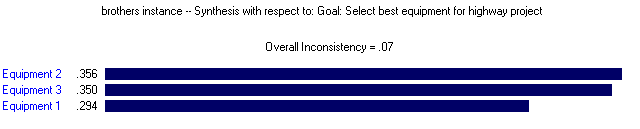 brothers instance -- Synthesis with respect to: Goal: Select best equipment for highway project
Overall Inconsistency = .07
Equipment 2 .356
Equipment 3 .350
Equipment 1 .294